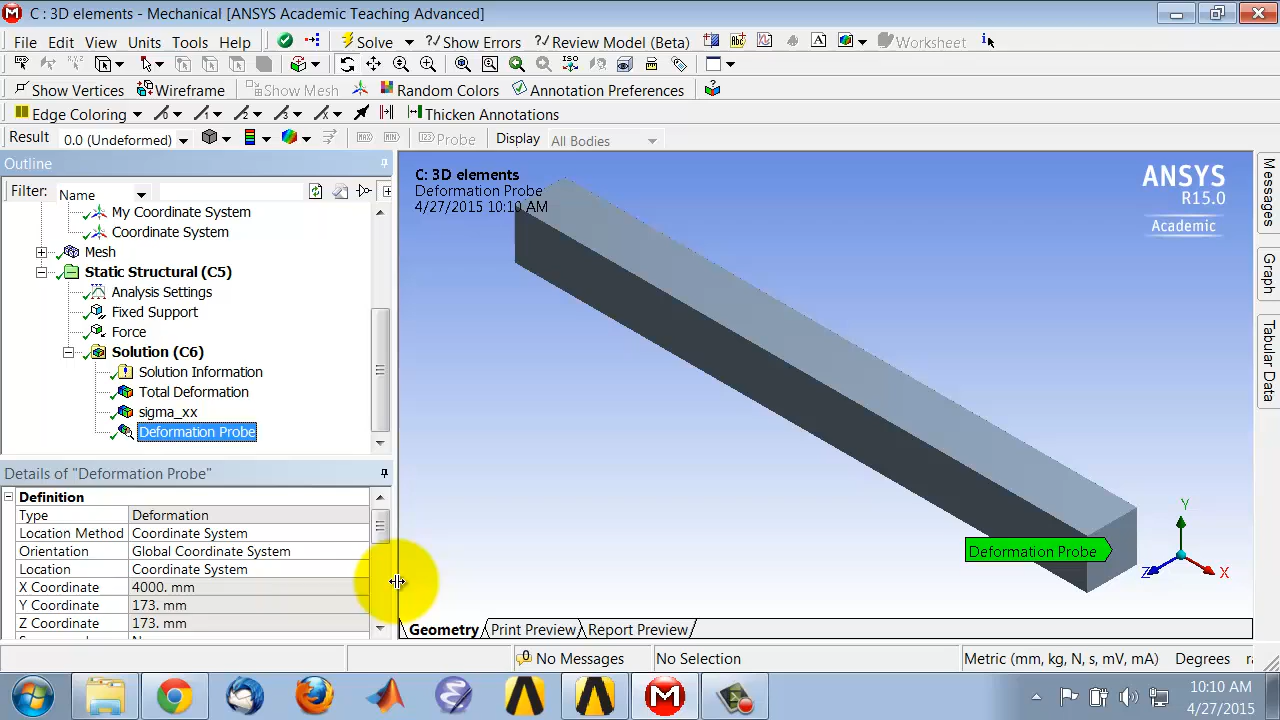 C : 3D elements - Mechanical [ANSYS Academic Teaching Advanced]
File Edit View Units Tools Help Solve Show Errors Review Model (Beta) A Worksheet
ISO
Show Vertices Wireframe Show Mesh Random Colors Annotation Preferences
Edge Coloring Thicken Annotations
Result 0.0 (Undeformed) MAX MIN Probe Display All Bodies
Outline
Filter: Name
My Coordinate System
Coordinate System
Mesh
Static Structural (C5)
Analysis Settings
Fixed Support
Force
Solution (C6)
Solution Information
Total Deformation
sigma_xx
Deformation Probe
Details of "Deformation Probe"
Definition
Type Deformation
Location Method Coordinate System
Orientation Global Coordinate System
Location Coordinate System
X Coordinate 4000. mm
Y Coordinate 173. mm
Z Coordinate 173. mm
C: 3D elements
Deformation Probe
4/27/2015 10:10 AM
ANSYS
R15.0
Academic
Deformation Probe
Y
Z
X
Geometry Print Preview Report Preview
Messages
Graph
Tabular Data
0 No Messages No Selection Metric (mm, kg, N, s, mV, mA) Degrees
10:10 AM
4/27/2015